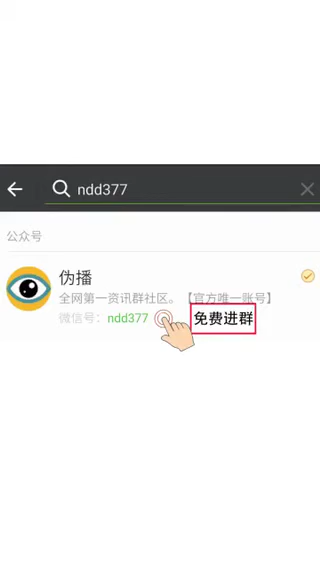 ndd377
公众号
伪播
全网第一资讯群社区。【官方唯一账号】
微信号: ndd377 免费进群